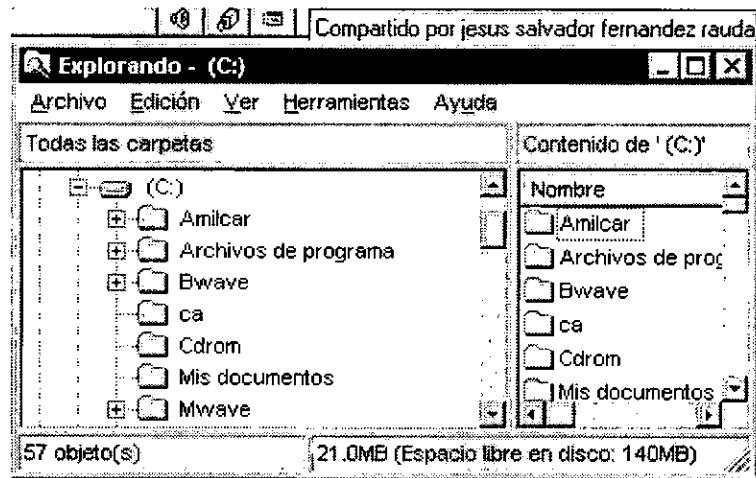 Compartido por jesus salvador fernandez rauda
Explorando - (C:)
Archivo Edición Ver Herramientas Ayuda
Todas las carpetas
Contenido de ' (C:)'
(C:)
Amilcar
Archivos de programa
Bwave
ca
Cdrom
Mis documentos
Mwave
Nombre
Amilcar
Archivos de prog
Bwave
ca
Cdrom
Mis documentos
57 objeto(s)
21.0MB (Espacio libre en disco: 140MB)